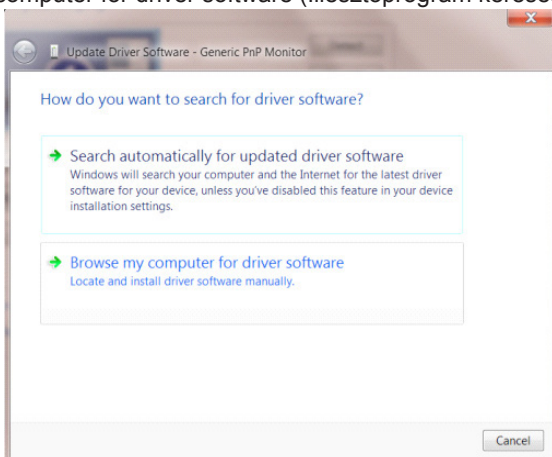 computer for driver software (illesztőprogram keresése
Update Driver Software - Generic PnP Monitor
How do you want to search for driver software?
Search automatically for updated driver software
Windows will search your computer and the Internet for the latest driver
software for your device, unless you've disabled this feature in your device
installation settings.
Browse my computer for driver software
Locate and install driver software manually.
Cancel